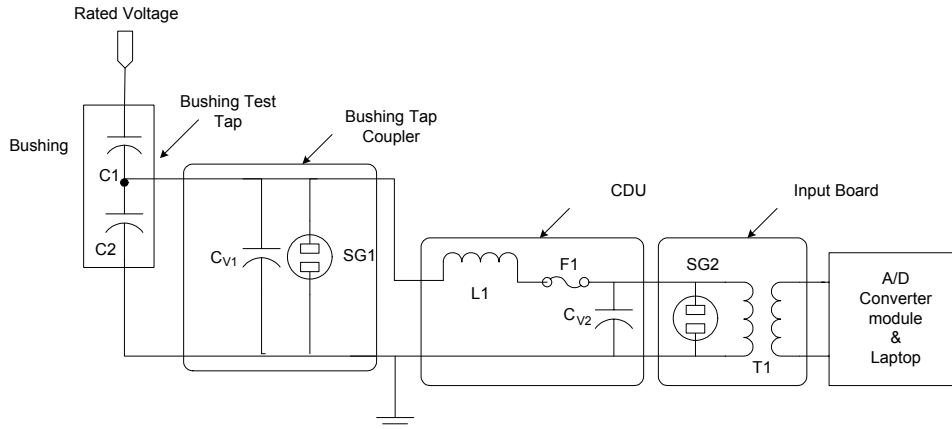 Rated Voltage
Bushing Test
Tap
Bushing Tap
Coupler
Bushing
C1
C2
CV1
SG1
CDU
L1
F1
CV2
Input Board
SG2
T1
A/D
Converter
module
&
Laptop